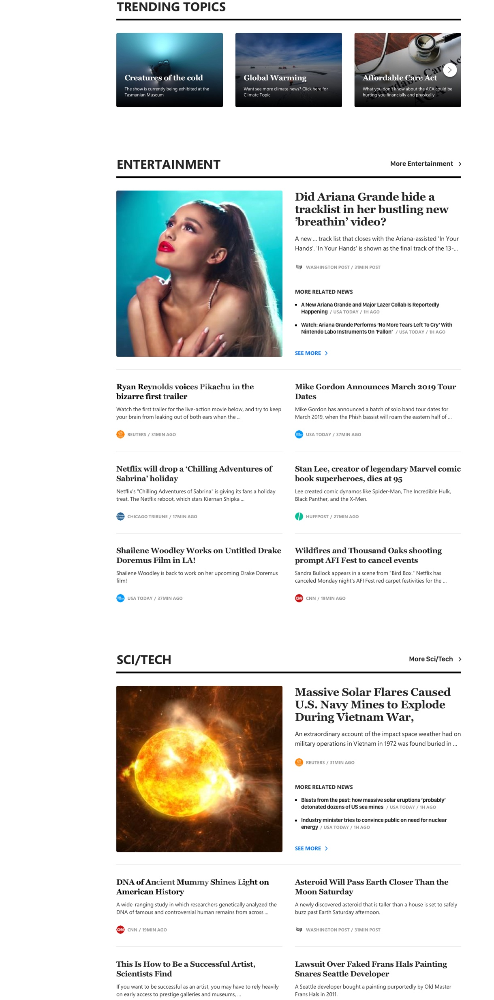 TRENDING TOPICS
Creatures of the cold
The show is currently being exhibited at the
Tasmanian Museum
Global Warming
Want see more climate news? Click here for
Climate Topic
Affordable Care Act
What you don't know about the ACA could be
hurting you financially and physically
Affordable Care Act
ACA
ENTERTAINMENT
More Entertainment
Did Ariana Grande hide a
tracklist in her bustling new
’breathin’ video?
A new ... track list that closes with the Ariana-assisted 'In Your
Hands'. 'In Your Hands' is shown as the final track of the 13-...
wp WASHINGTON POST / 31MIN POST
MORE RELATED NEWS
A New Ariana Grande and Major Lazer Collab Is Reportedly
Happening / USA TODAY / 1H AGO
Watch: Ariana Grande Performs ‘No More Tears Left To Cry’ With
Nintendo Labo Instruments On ‘Fallon’ / USA TODAY / 1H AGO
SEE MORE
Ryan Reynolds voices Pikachu in the
bizarre first trailer
Watch the first trailer for the live-action movie below, and try to keep
your brain from leaking out of both ears when the ...
REUTERS / 31MIN AGO
Mike Gordon Announces March 2019 Tour
Dates
Mike Gordon has announced a batch of solo band tour dates for
March 2019, when the Phish bassist will roam the eastern half of ...
USA TODAY USA TODAY / 37MIN AGO
Netflix will drop a ‘Chilling Adventures of
Sabrina’ holiday
Netflix's "Chilling Adventures of Sabrina" is giving its fans a holiday
treat. The Netflix reboot, which stars Kiernan Shipka ...
Chicago Tribune CHICAGO TRIBUNE / 17MIN AGO
Stan Lee, creator of legendary Marvel comic
book superheroes, dies at 95
Lee created comic dynamos like Spider-Man, The Incredible Hulk,
Black Panther, and the X-Men.
HUFFPOST / 27MIN AGO
Shailene Woodley Works on Untitled Drake
Doremus Film in LA!
Shailene Woodley is back to work on her upcoming Drake Doremus
film!
USA TODAY USA TODAY / 37MIN AGO
Wildfires and Thousand Oaks shooting
prompt AFI Fest to cancel events
Sandra Bullock appears in a scene from "Bird Box." Netflix has
canceled Monday night's AFI Fest red carpet festivities for the ...
CNN CNN / 19MIN AGO
SCI/TECH
More Sci/Tech
Massive Solar Flares Caused
U.S. Navy Mines to Explode
During Vietnam War,
An extraordinary account of the impact space weather had on
military operations in Vietnam in 1972 was found buried in ...
REUTERS / 31MIN AGO
MORE RELATED NEWS
Blasts from the past: how massive solar eruptions ‘probably’
detonated dozens of US sea mines / USA TODAY / 1H AGO
Industry minister tries to convince public on need for nuclear
energy / USA TODAY / 1H AGO
SEE MORE
DNA of Ancient Mummy Shines Light on
American History
A wide-ranging study in which researchers genetically analyzed the
DNA of famous and controversial human remains from across ...
CNN CNN / 19MIN AGO
Asteroid Will Pass Earth Closer Than the
Moon Saturday
A newly discovered asteroid that is taller than a house is set to safely
buzz past Earth Saturday afternoon.
wp WASHINGTON POST / 31MIN POST
This Is How to Be a Successful Artist,
Scientists Find
If you want to be successful as an artist, you may have to rely heavily
on early access to prestige galleries and museums, ...
Lawsuit Over Faked Frans Hals Painting
Snares Seattle Developer
A Seattle developer bought a painting purportedly by Old Master
Frans Hals in 2011.